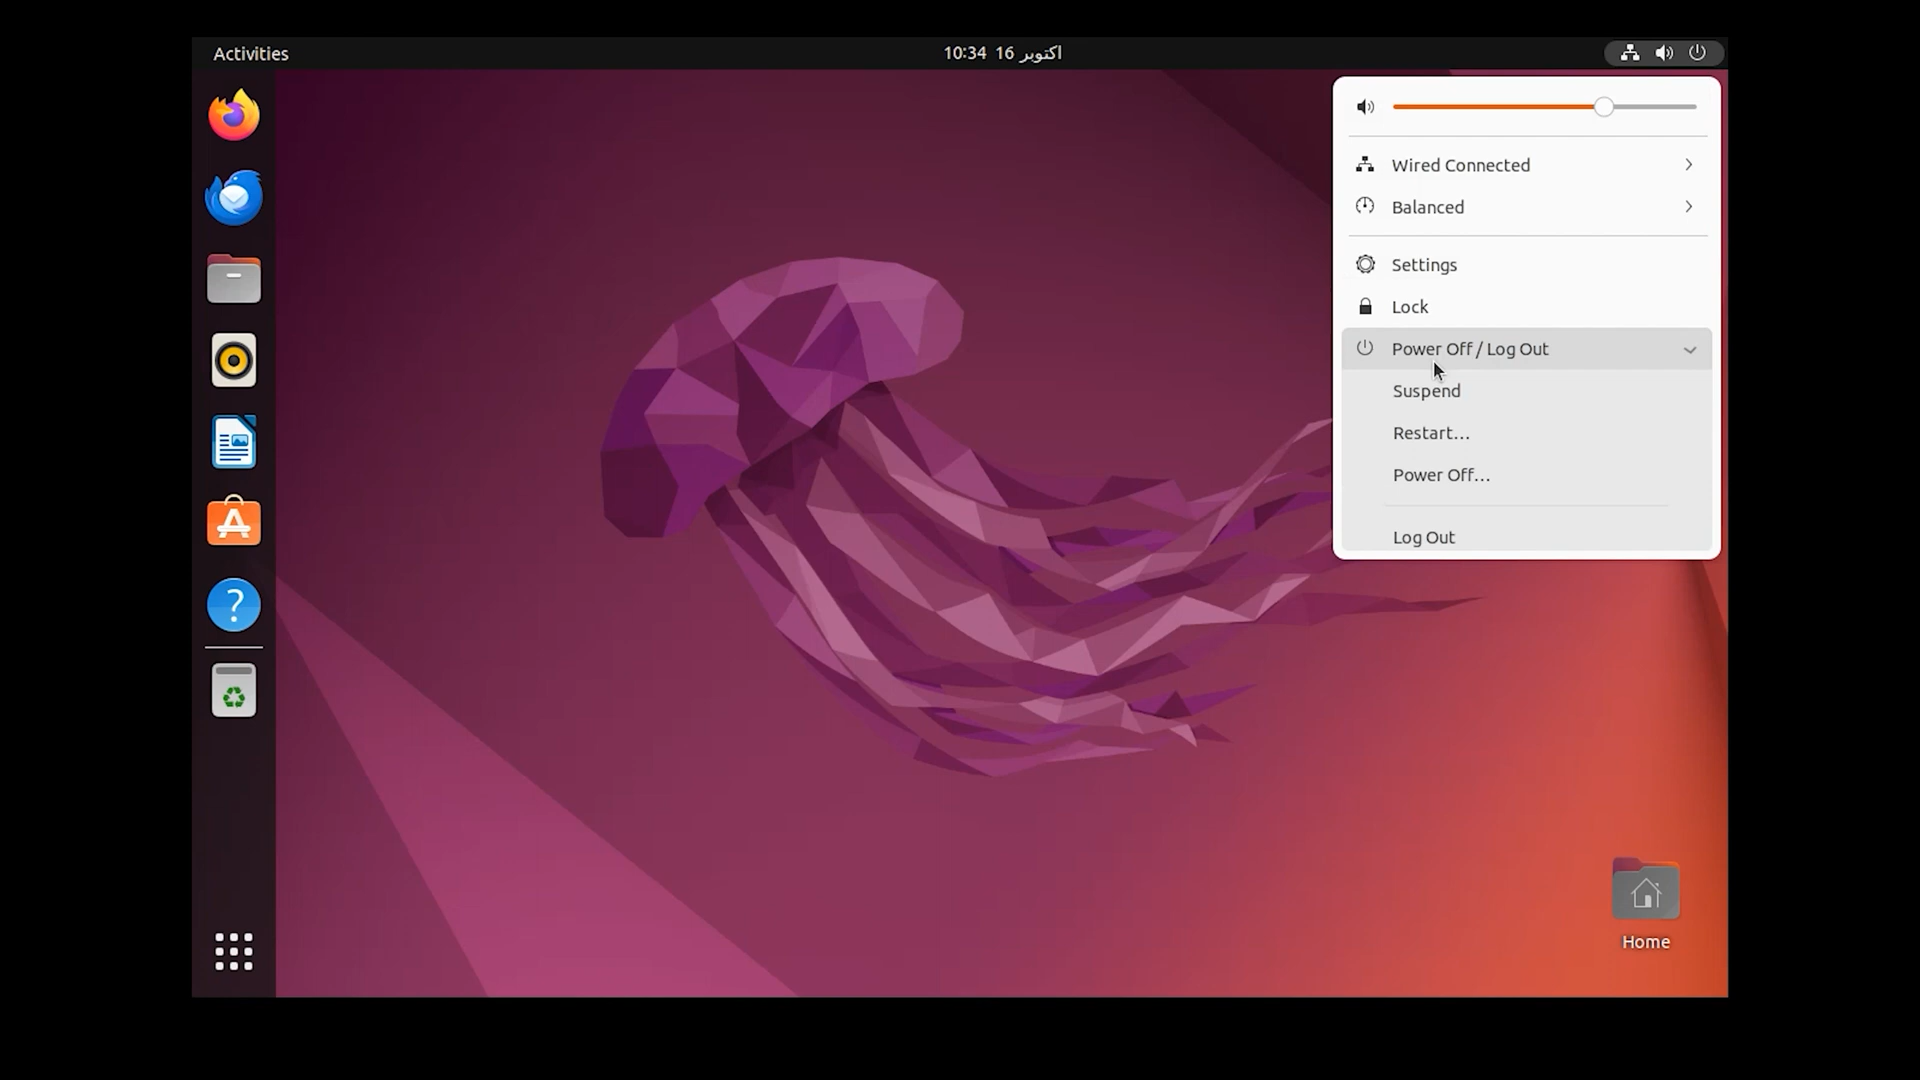 Activities
اکتوبر 16  10:34
Wired Connected
Balanced
Settings
Lock
Power Off / Log Out
Suspend
Restart...
Power Off...
Log Out
Home